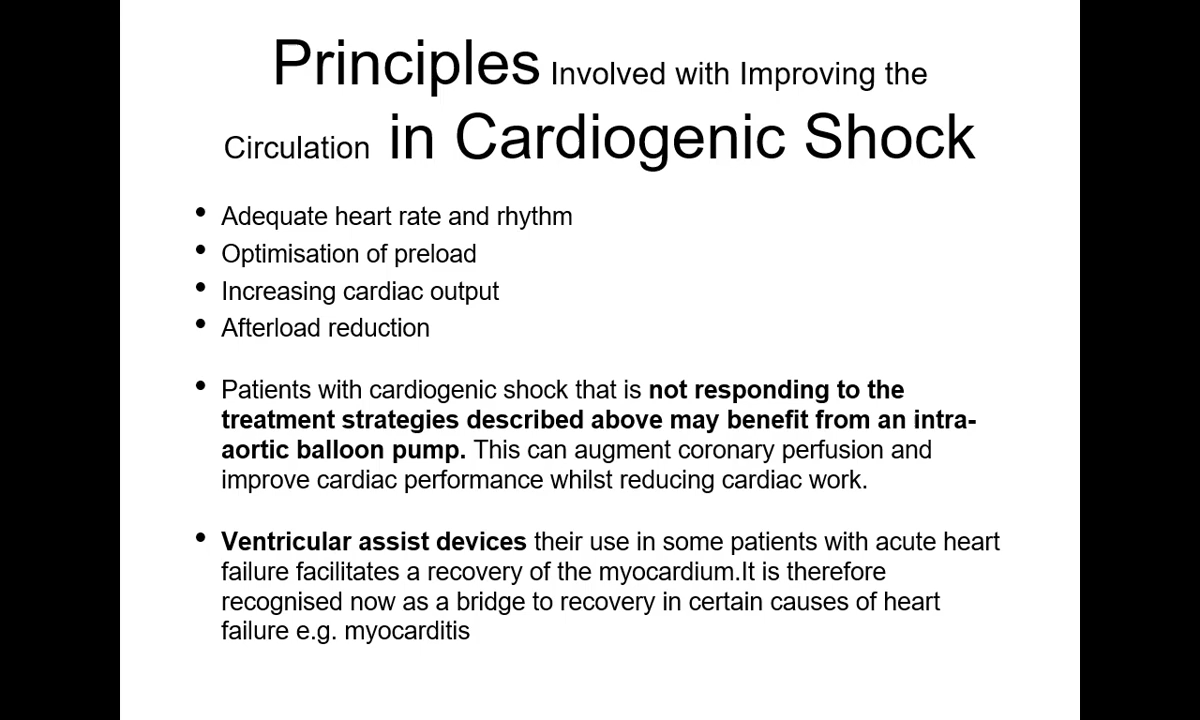 Principles Involved with Improving the
Circulation in Cardiogenic Shock
• Adequate heart rate and rhythm
• Optimisation of preload
• Increasing cardiac output
• Afterload reduction
• Patients with cardiogenic shock that is not responding to the
treatment strategies described above may benefit from an intra-
aortic balloon pump. This can augment coronary perfusion and
improve cardiac performance whilst reducing cardiac work.
• Ventricular assist devices their use in some patients with acute heart
failure facilitates a recovery of the myocardium.It is therefore
recognised now as a bridge to recovery in certain causes of heart
failure e.g. myocarditis